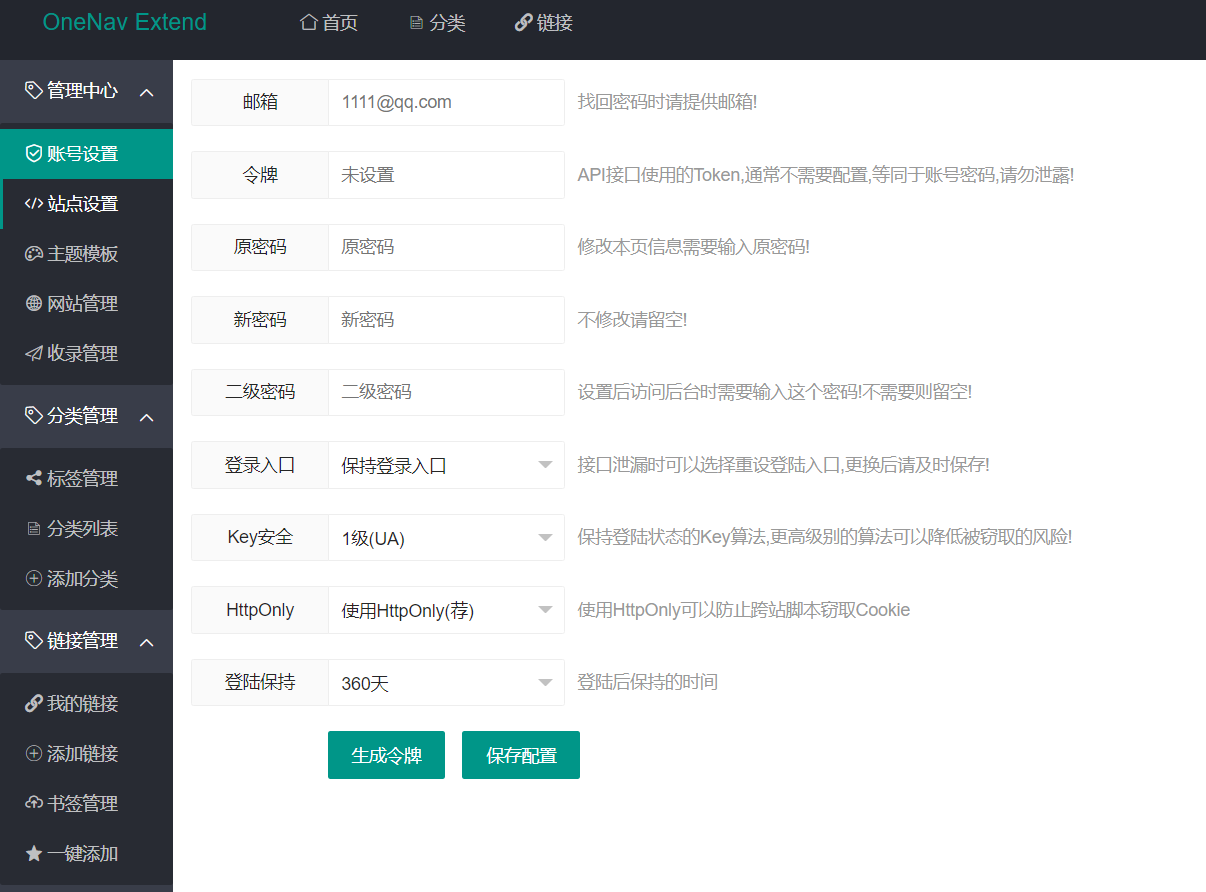 OneNav Extend
首页
分类
链接
管理中心
账号设置
站点设置
主题模板
网站管理
收录管理
分类管理
标签管理
分类列表
添加分类
链接管理
我的链接
添加链接
书签管理
一键添加
邮箱 1111@qq.com 找回密码时请提供邮箱!
令牌 未设置 API接口使用的Token,通常不需要配置,等同于账号密码,请勿泄露!
原密码 原密码 修改本页信息需要输入原密码!
新密码 新密码 不修改请留空!
二级密码 二级密码 设置后访问后台时需要输入这个密码!不需要则留空!
登录入口 保持登录入口 接口泄漏时可以选择重设登陆入口,更换后请及时保存!
Key安全 1级(UA) 保持登陆状态的Key算法,更高级别的算法可以降低被窃取的风险!
HttpOnly 使用HttpOnly(荐) 使用HttpOnly可以防止跨站脚本窃取Cookie
登陆保持 360天 登陆后保持的时间
生成令牌 保存配置